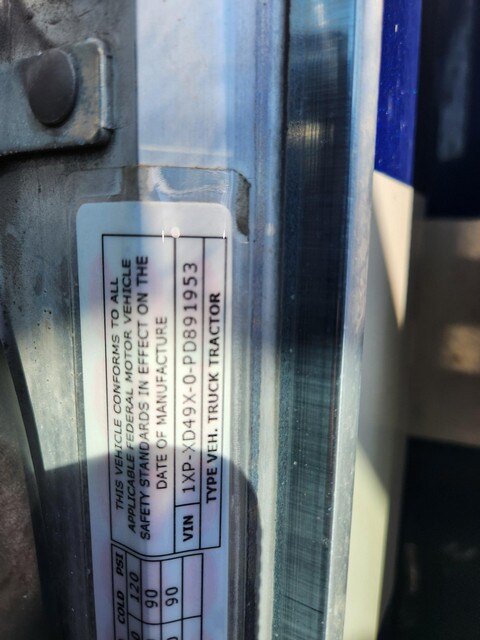 THIS VEHICLE CONFORMS TO ALL
APPLICABLE FEDERAL MOTOR VEHICLE
SAFETY STANDARDS IN EFFECT ON THE
DATE OF MANUFACTURE
VIN 1XP-XD49X-0-PD891953
TYPE VEH. TRUCK TRACTOR
COLD PSI
120
90
90